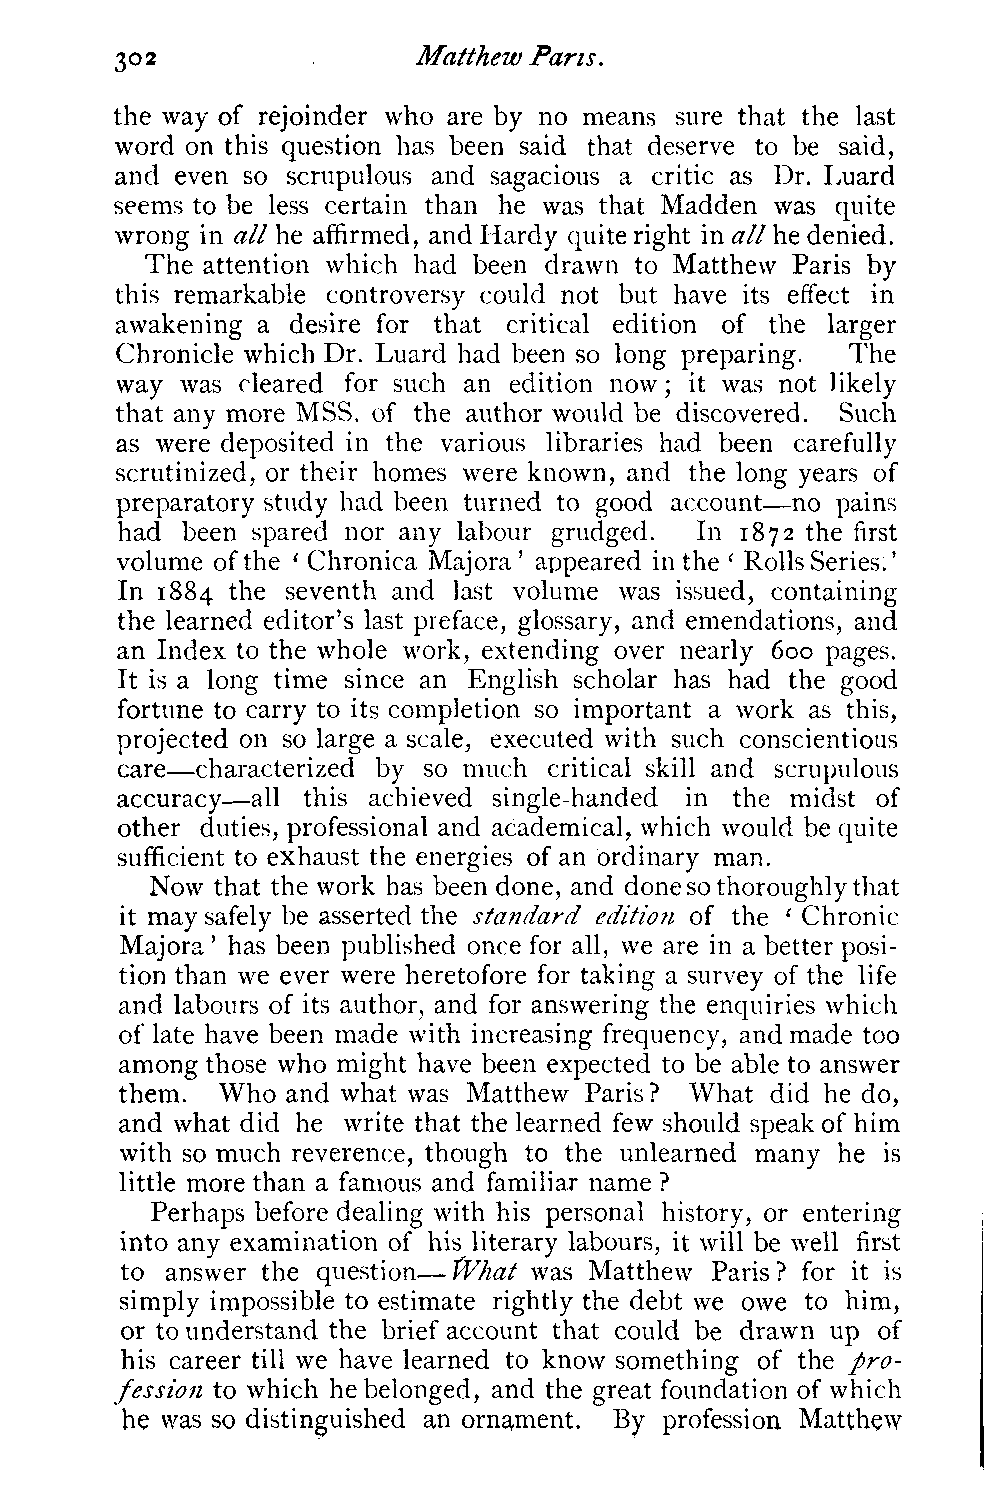 302 Matthew Paris.
the way of rejoinder who are by no means sure that the last
word on this question has been said that deserve to be said,
and even so scrupulous and sagacious a critic as Dr. Luard
seems to be less certain than he was that Madden was quite
wrong in all he affirmed, and Hardy quite right in all he denied.
The attention which had been drawn to Matthew Paris by
this remarkable controversy could not but have its effect in
awakening a desire for that critical edition of the larger
Chronicle which Dr. Luard had been so long preparing. The
way was cleared for such an edition now; it was not likely
that any more MSS. of the author would be discovered. Such
as were deposited in the various libraries had been carefully
scrutinized, or their homes were known, and the long years of
preparatory study had been turned to good account—no pains
had been spared nor any labour grudged. In 1872 the first
volume of the ‘ Chronica Majora ’ appeared in the ‘ Rolls Series.’
In 1884 the seventh and last volume was issued, containing
the learned editor's last preface, glossary, and emendations, and
an Index to the whole work, extending over nearly 600 pages.
It is a long time since an English scholar has had the good
fortune to carry to its completion so important a work as this,
projected on so large a scale, executed with such conscientious
care—characterized by so much critical skill and scrupulous
accuracy—all this achieved single-handed in the midst of
other duties, professional and academical, which would be quite
sufficient to exhaust the energies of an ordinary man.
Now that the work has been done, and done so thoroughly that
it may safely be asserted the standard edition of the ‘ Chronic
Majora ’ has been published once for all, we are in a better posi-
tion than we ever were heretofore for taking a survey of the life
and labours of its author, and for answering the enquiries which
of late have been made with increasing frequency, and made too
among those who might have been expected to be able to answer
them. Who and what was Matthew Paris? What did he do,
and what did he write that the learned few should speak of him
with so much reverence, though to the unlearned many he is
little more than a famous and familiar name ?
Perhaps before dealing with his personal history, or entering
into any examination of his literary labours, it will be well first
to answer the question—What was Matthew Paris? for it is
simply impossible to estimate rightly the debt we owe to him,
or to understand the brief account that could be drawn up of
his career till we have learned to know something of the pro-
fession to which he belonged, and the great foundation of which
he was so distinguished an ornament. By profession Matthew